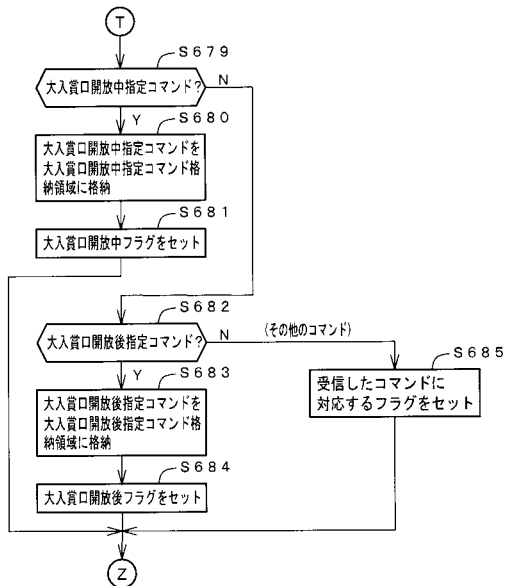 T
S679
大入賞口開放中指定コマンド?
N
Y
S680
大入賞口開放中指定コマンドを
大入賞口開放中指定コマンド格
納領域に格納
S681
大入賞口開放中フラグをセット
S682
大入賞口開放後指定コマンド?
N
(その他のコマンド)
Y
S683
大入賞口開放後指定コマンドを
大入賞口開放後指定コマンド格
納領域に格納
S685
受信したコマンドに
対応するフラグをセット
S684
大入賞口開放後フラグをセット
Z